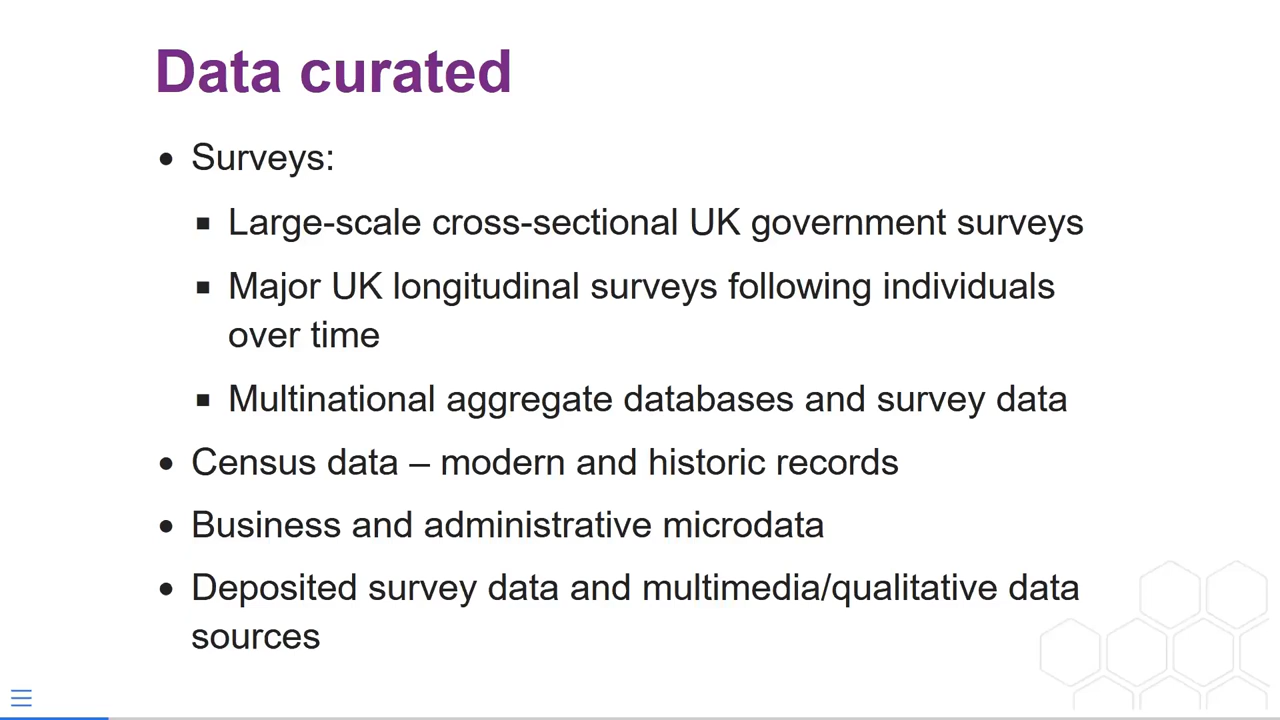 Data curated
• Surveys:
▪ Large-scale cross-sectional UK government surveys
▪ Major UK longitudinal surveys following individuals
over time
▪ Multinational aggregate databases and survey data
• Census data – modern and historic records
• Business and administrative microdata
• Deposited survey data and multimedia/qualitative data
sources